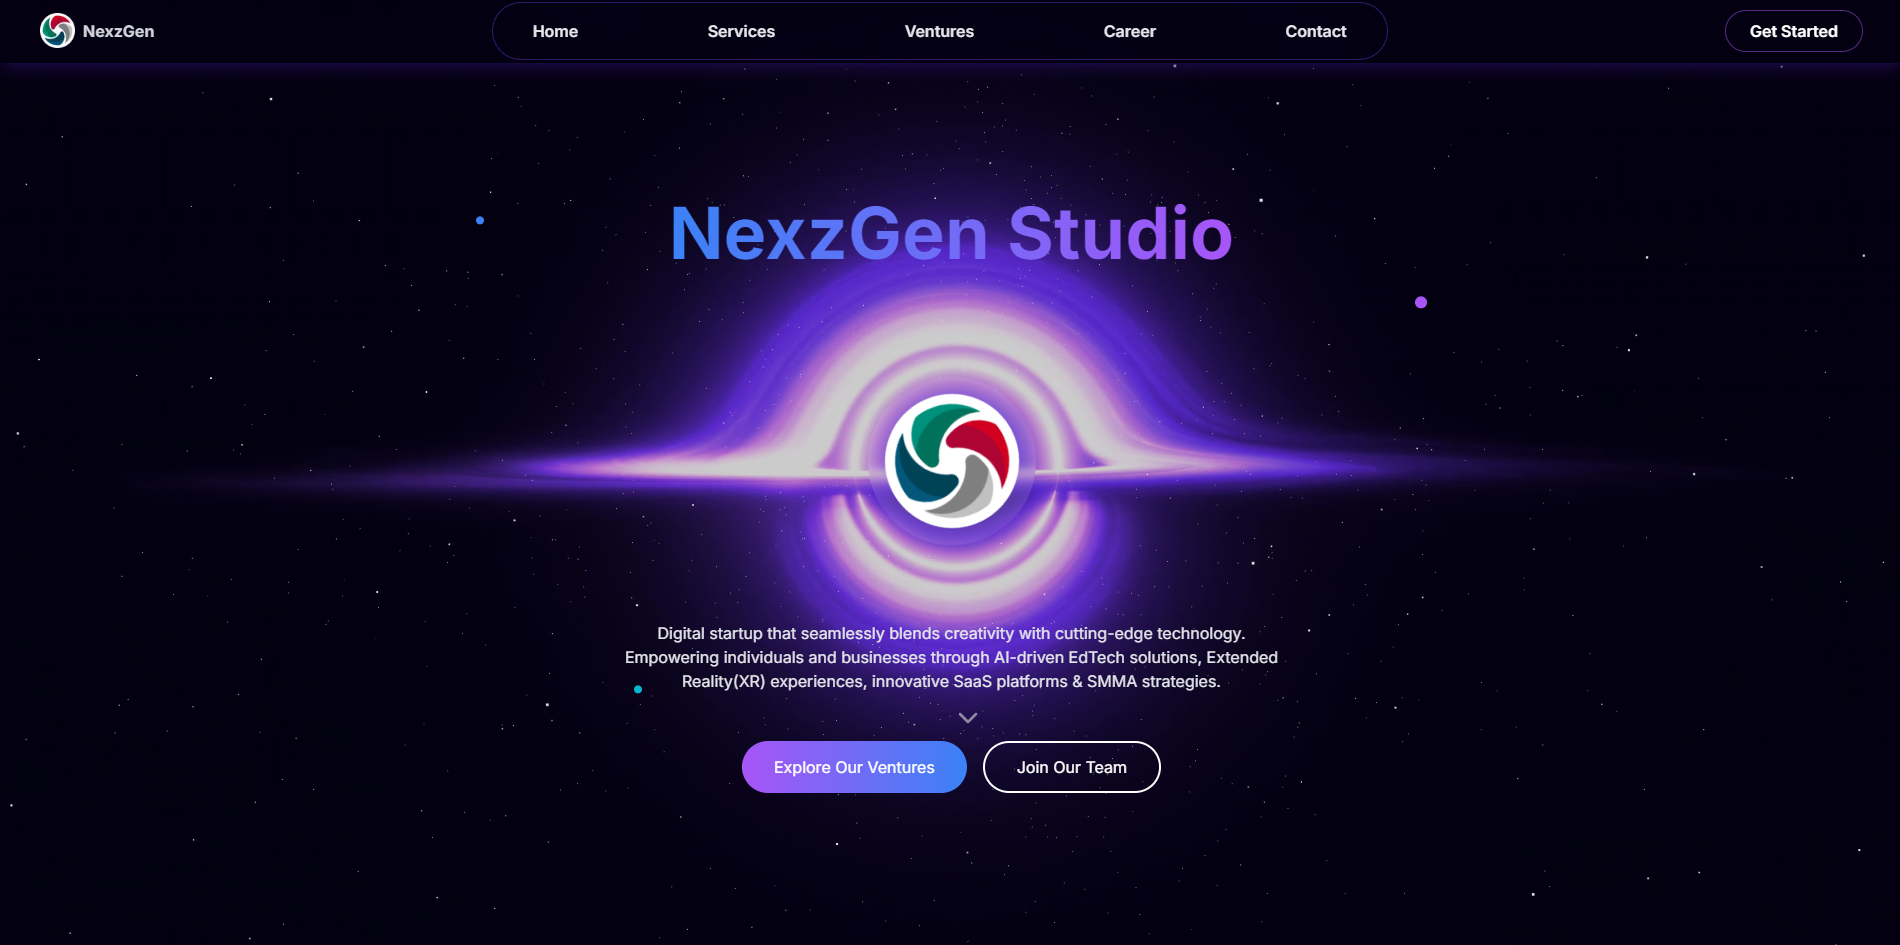 NexzGen
Home
Services
Ventures
Career
Contact
Get Started
NexzGen Studio
Digital startup that seamlessly blends creativity with cutting-edge technology.
Empowering individuals and businesses through AI-driven EdTech solutions, Extended
Reality(XR) experiences, innovative SaaS platforms & SMMA strategies.
Explore Our Ventures
Join Our Team